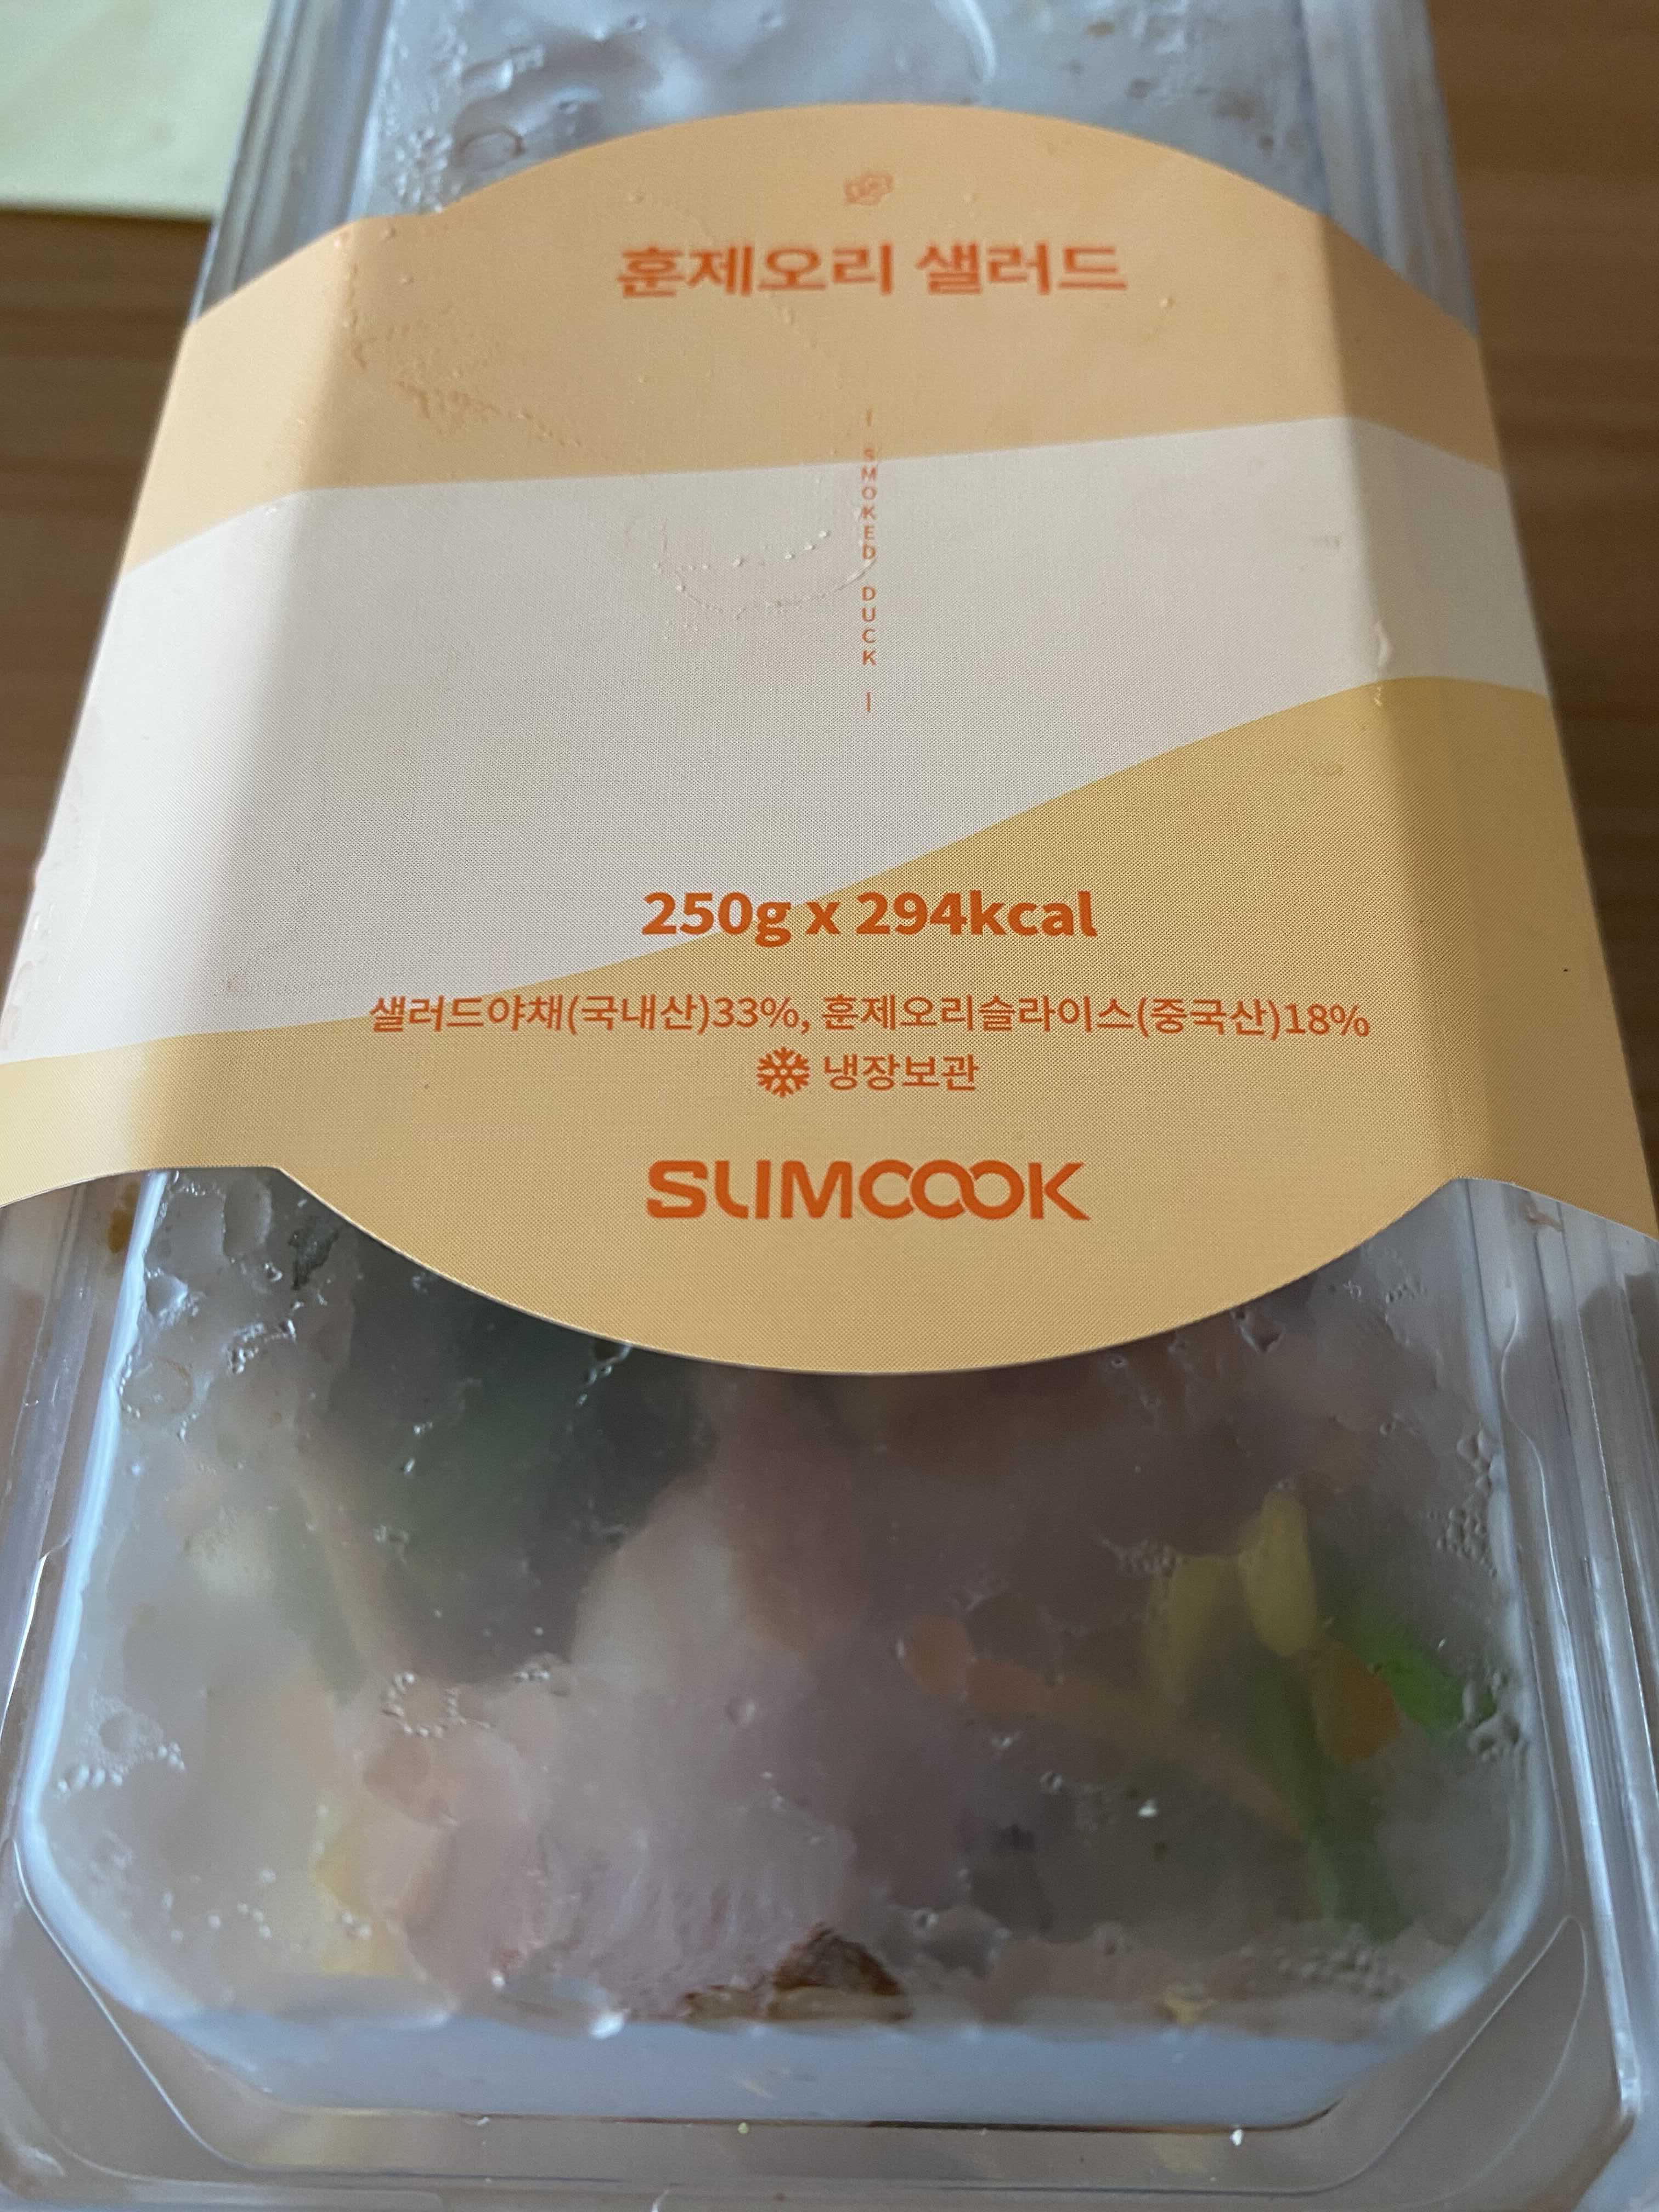 훈제오리 샐러드
| SMOKED DUCK |
250g x 294kcal
샐러드야채(국내산)33%, 훈제오리슬라이스(중국산)18%
냉장보관
SLIMCOOK